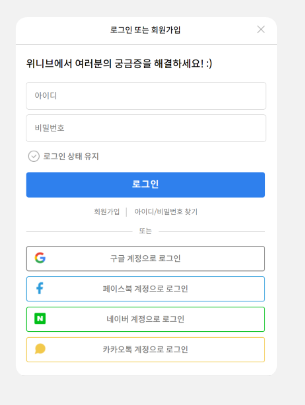 로그인 또는 회원가입
위니브에서 여러분의 궁금증을 해결하세요! :)
아이디
비밀번호
로그인 상태 유지
로그인
회원가입 | 아이디/비밀번호 찾기
또는
구글 계정으로 로그인
페이스북 계정으로 로그인
네이버 계정으로 로그인
카카오톡 계정으로 로그인